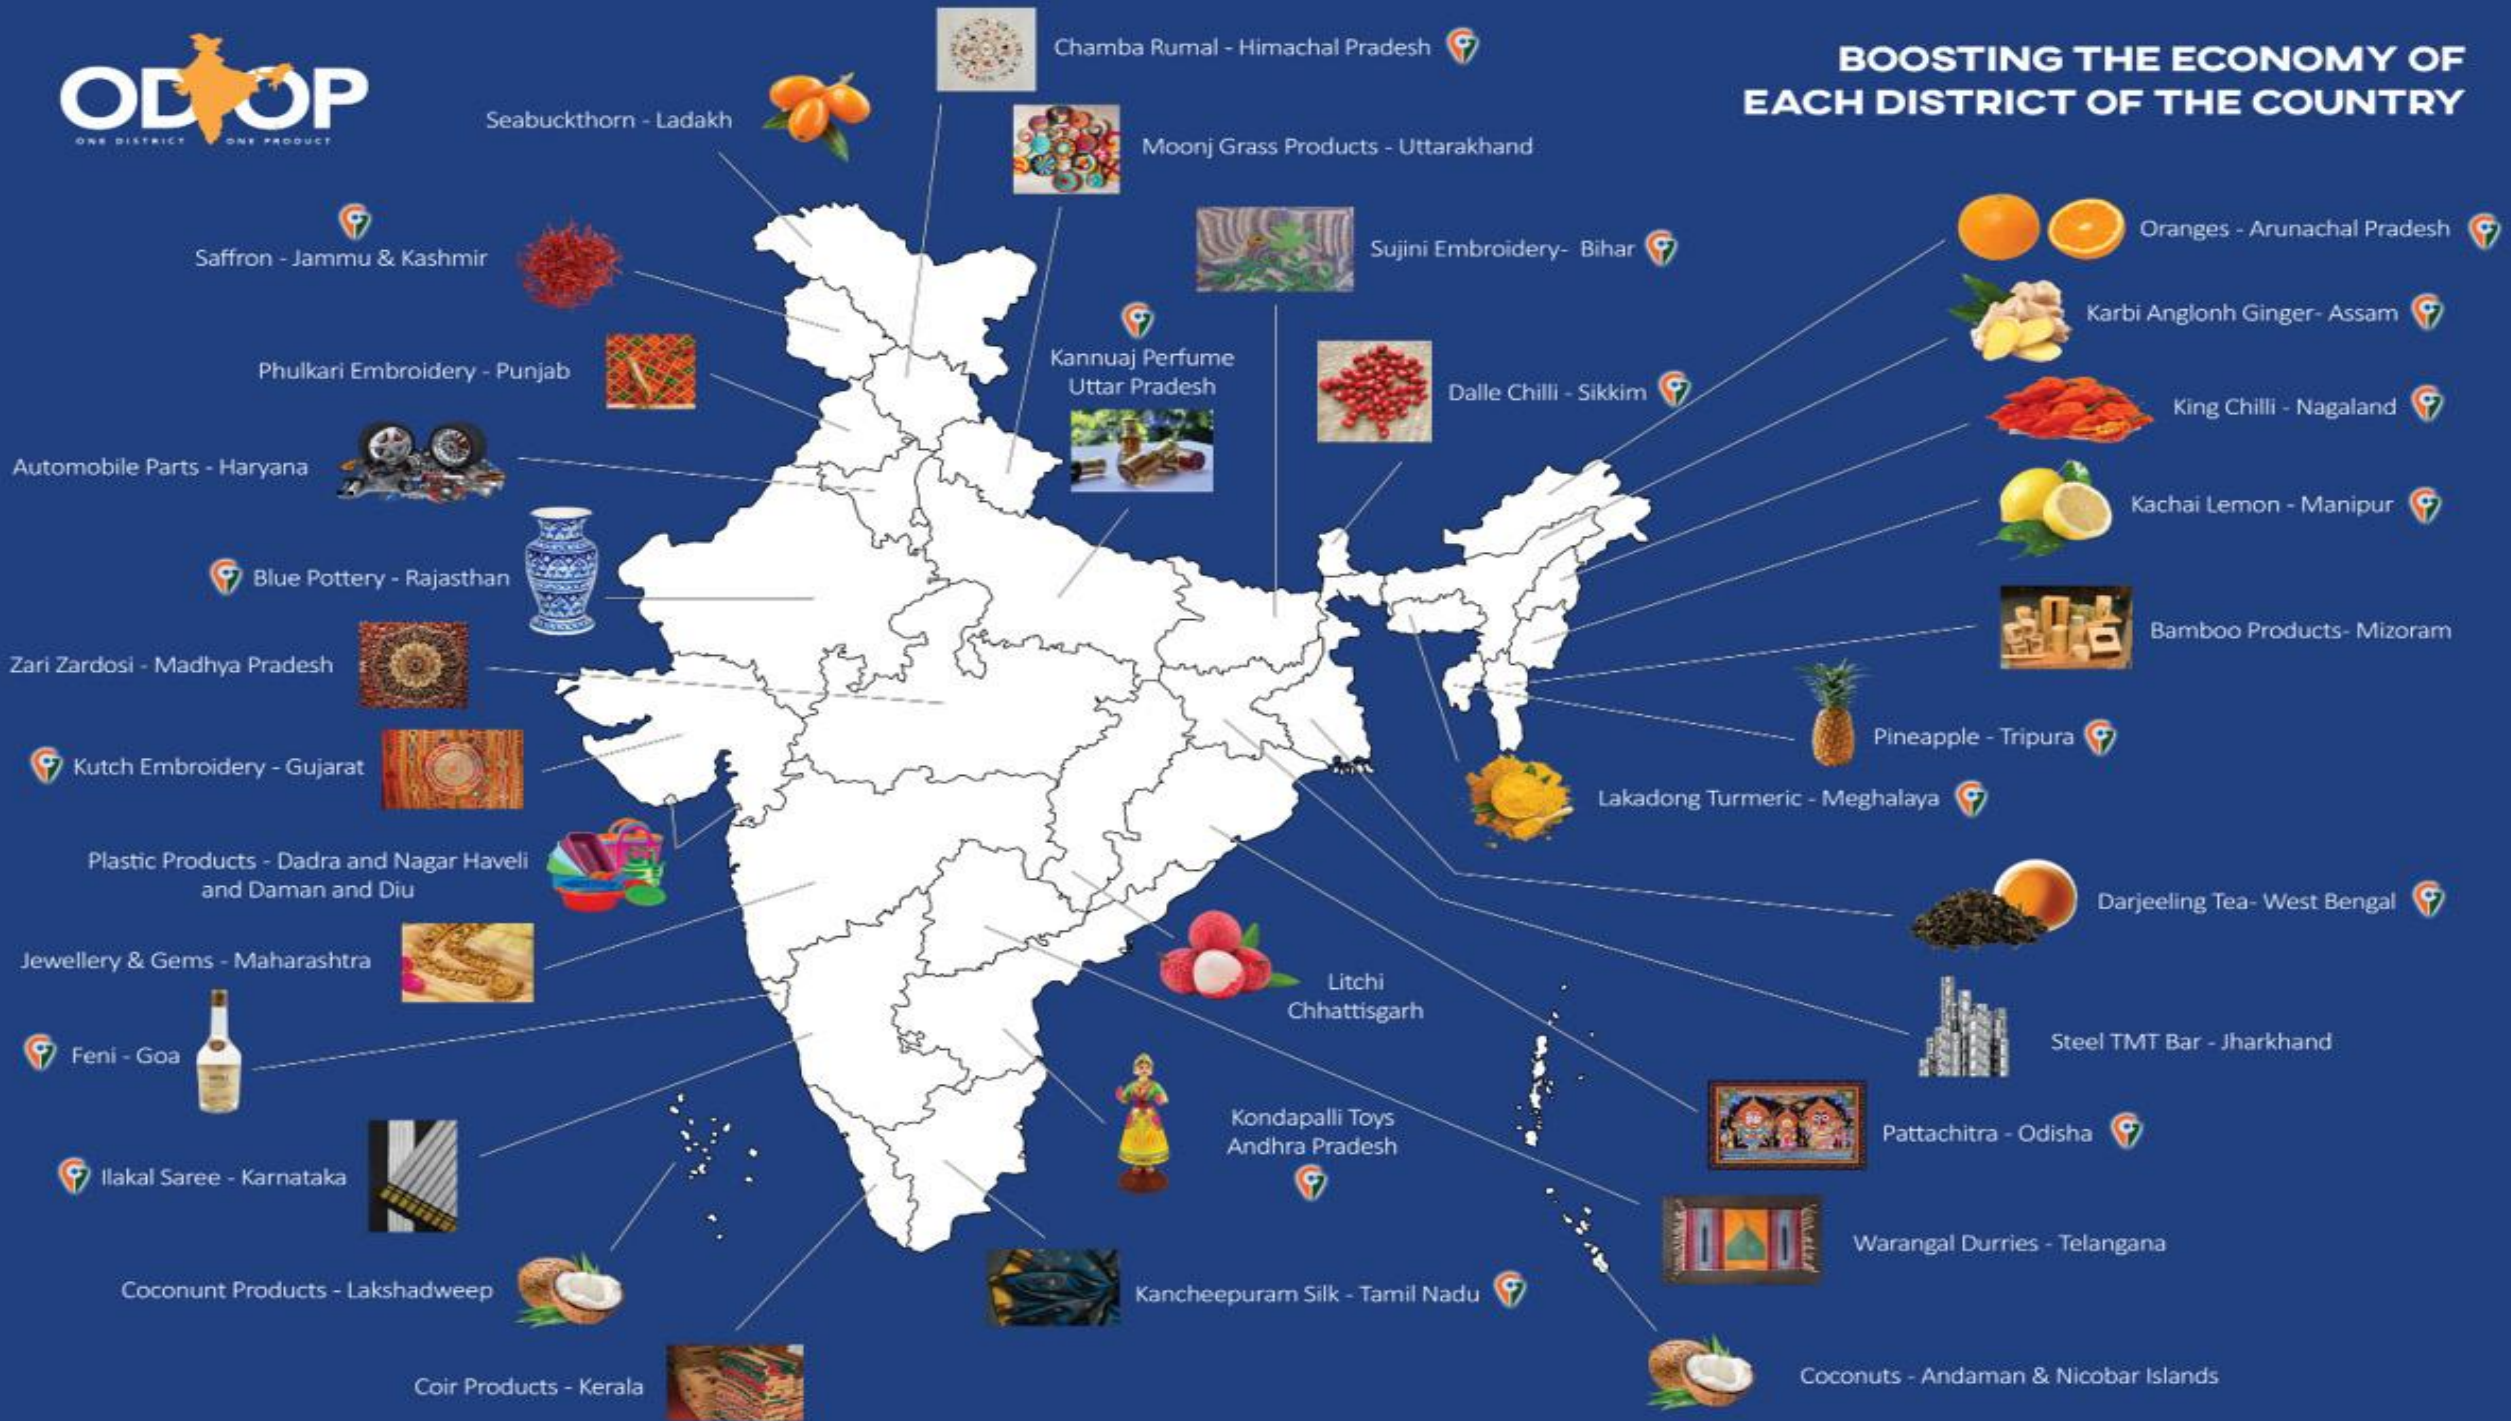 ODOP
ONE DISTRICT ONE PRODUCT
BOOSTING THE ECONOMY OF
EACH DISTRICT OF THE COUNTRY
Chamba Rumal - Himachal Pradesh
Seabuckthorn - Ladakh
Moonj Grass Products - Uttarakhand
Saffron - Jammu & Kashmir
Sujini Embroidery- Bihar
Oranges - Arunachal Pradesh
Karbi Anglonh Ginger- Assam
Phulkari Embroidery - Punjab
Kannuaj Perfume
Uttar Pradesh
Dalle Chilli - Sikkim
King Chilli - Nagaland
Automobile Parts - Haryana
Kachai Lemon - Manipur
Blue Pottery - Rajasthan
Bamboo Products- Mizoram
Zari Zardosi - Madhya Pradesh
Pineapple - Tripura
Kutch Embroidery - Gujarat
Lakadong Turmeric - Meghalaya
Plastic Products - Dadra and Nagar Haveli
and Daman and Diu
Darjeeling Tea- West Bengal
Jewellery & Gems - Maharashtra
Litchi
Chhattisgarh
Feni - Goa
Steel TMT Bar - Jharkhand
Kondapalli Toys
Andhra Pradesh
Pattachitra - Odisha
Ilakal Saree - Karnataka
Warangal Durries - Telangana
Coconunt Products - Lakshadweep
Kancheepuram Silk - Tamil Nadu
Coir Products - Kerala
Coconuts - Andaman & Nicobar Islands